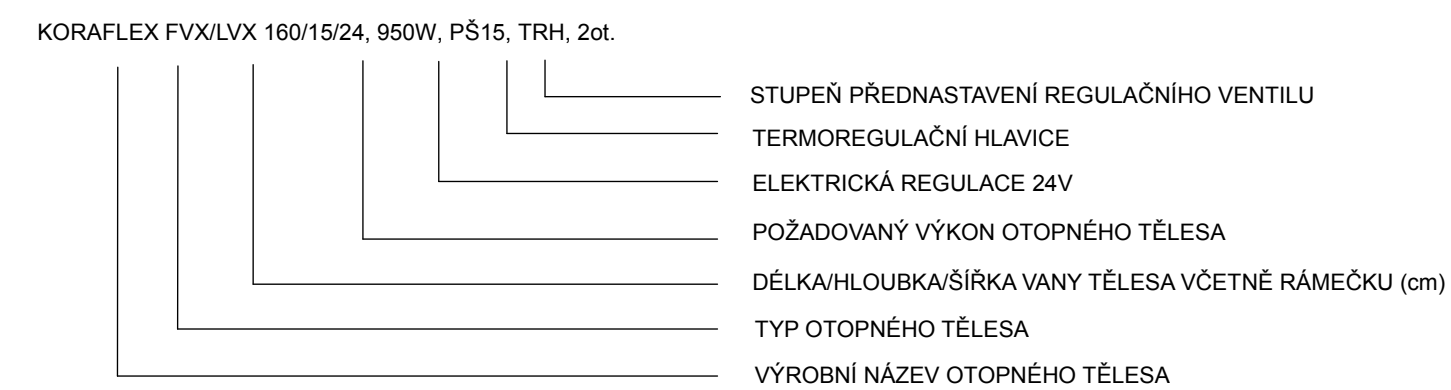 KORAFLEX FVX/LVX 160/15/24, 950W, PŠ15, TRH, 2ot.
STUPEŇ PŘEDNASTAVENÍ REGULAČNÍHO VENTILU
TERMOREGULAČNÍ HLAVICE
ELEKTRICKÁ REGULACE 24V
POŽADOVANÝ VÝKON OTOPNÉHO TĚLESA
DÉLKA/HLOUBKA/ŠÍŘKA VANY TĚLESA VČETNĚ RÁMEČKU (cm)
TYP OTOPNÉHO TĚLESA
VÝROBNÍ NÁZEV OTOPNÉHO TĚLESA